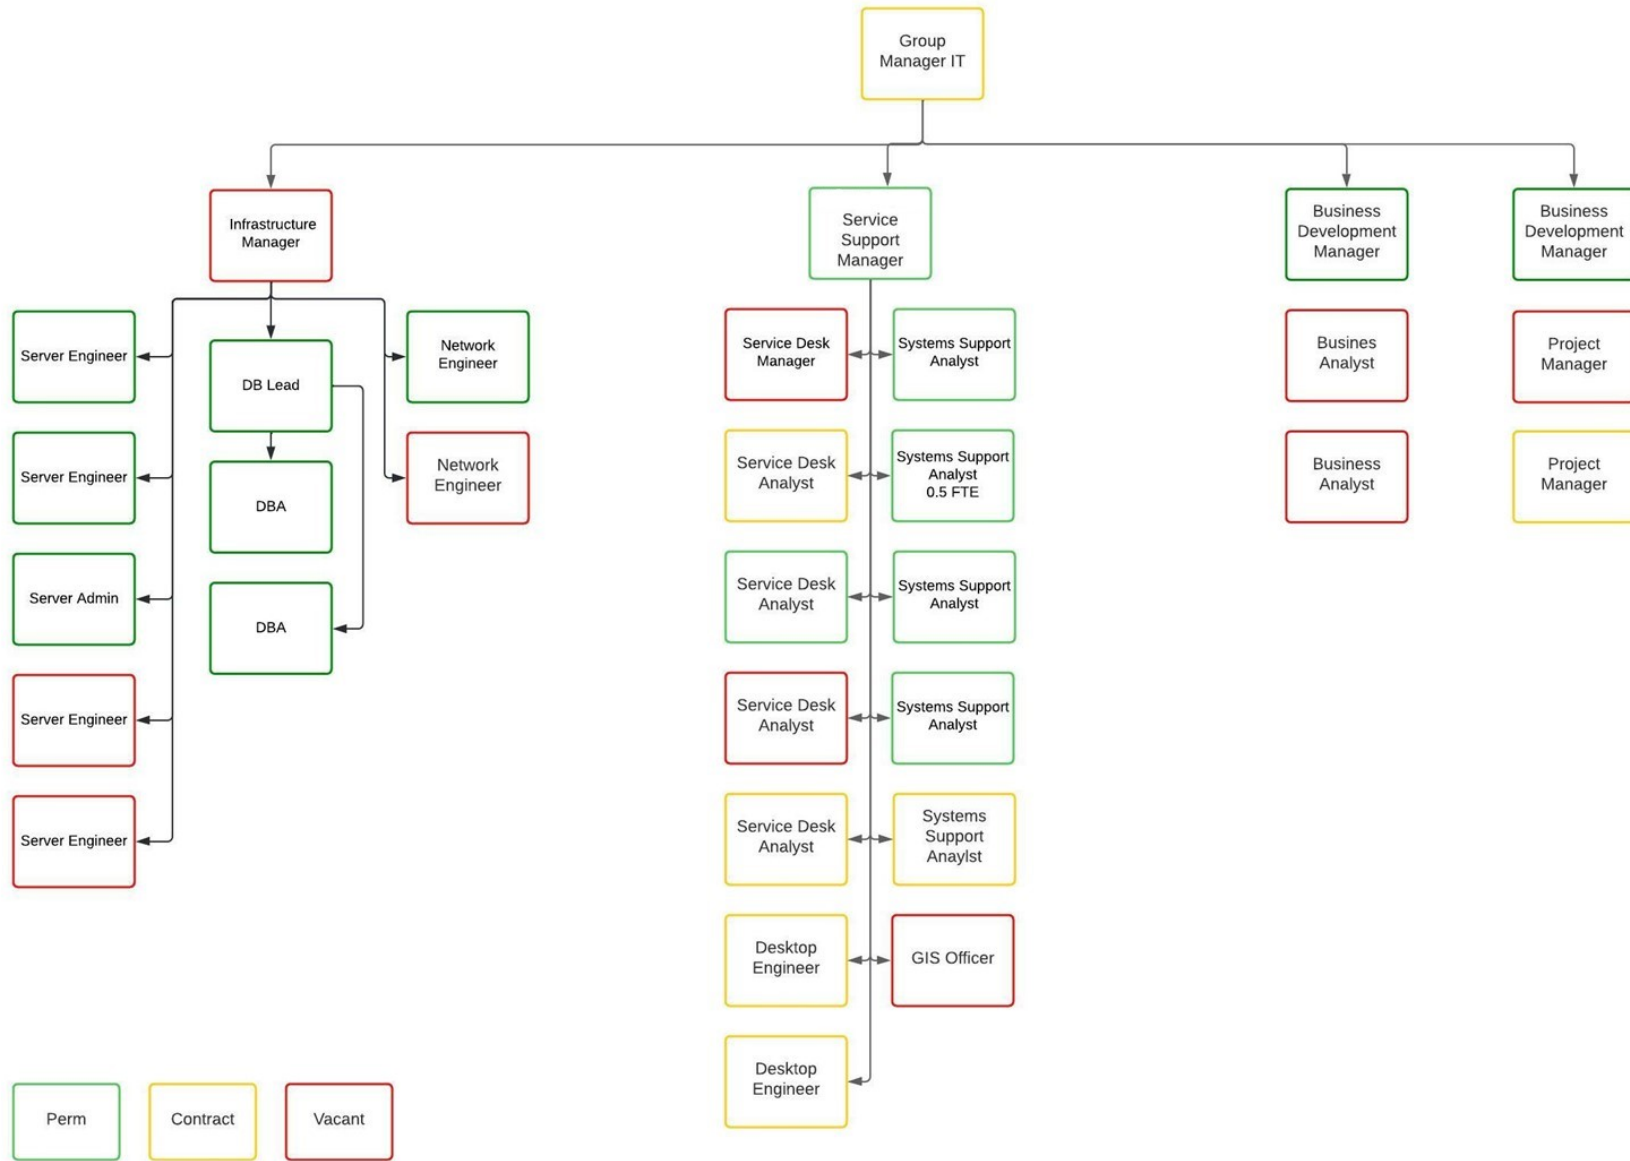 Group
Manager IT
Infrastructure
Manager
Service
Support
Manager
Business
Development
Manager
Business
Development
Manager
Server Engineer
Server Engineer
Server Admin
Server Engineer
Server Engineer
DB Lead
DBA
DBA
Network
Engineer
Network
Engineer
Service Desk
Manager
Service Desk
Analyst
Service Desk
Analyst
Service Desk
Analyst
Service Desk
Analyst
Desktop
Engineer
Desktop
Engineer
Systems Support
Analyst
Systems Support
Analyst
0.5 FTE
Systems Support
Analyst
Systems Support
Analyst
Systems
Support
Anaylst
GIS Officer
Busines
Analyst
Business
Analyst
Project
Manager
Project
Manager
Perm
Contract
Vacant